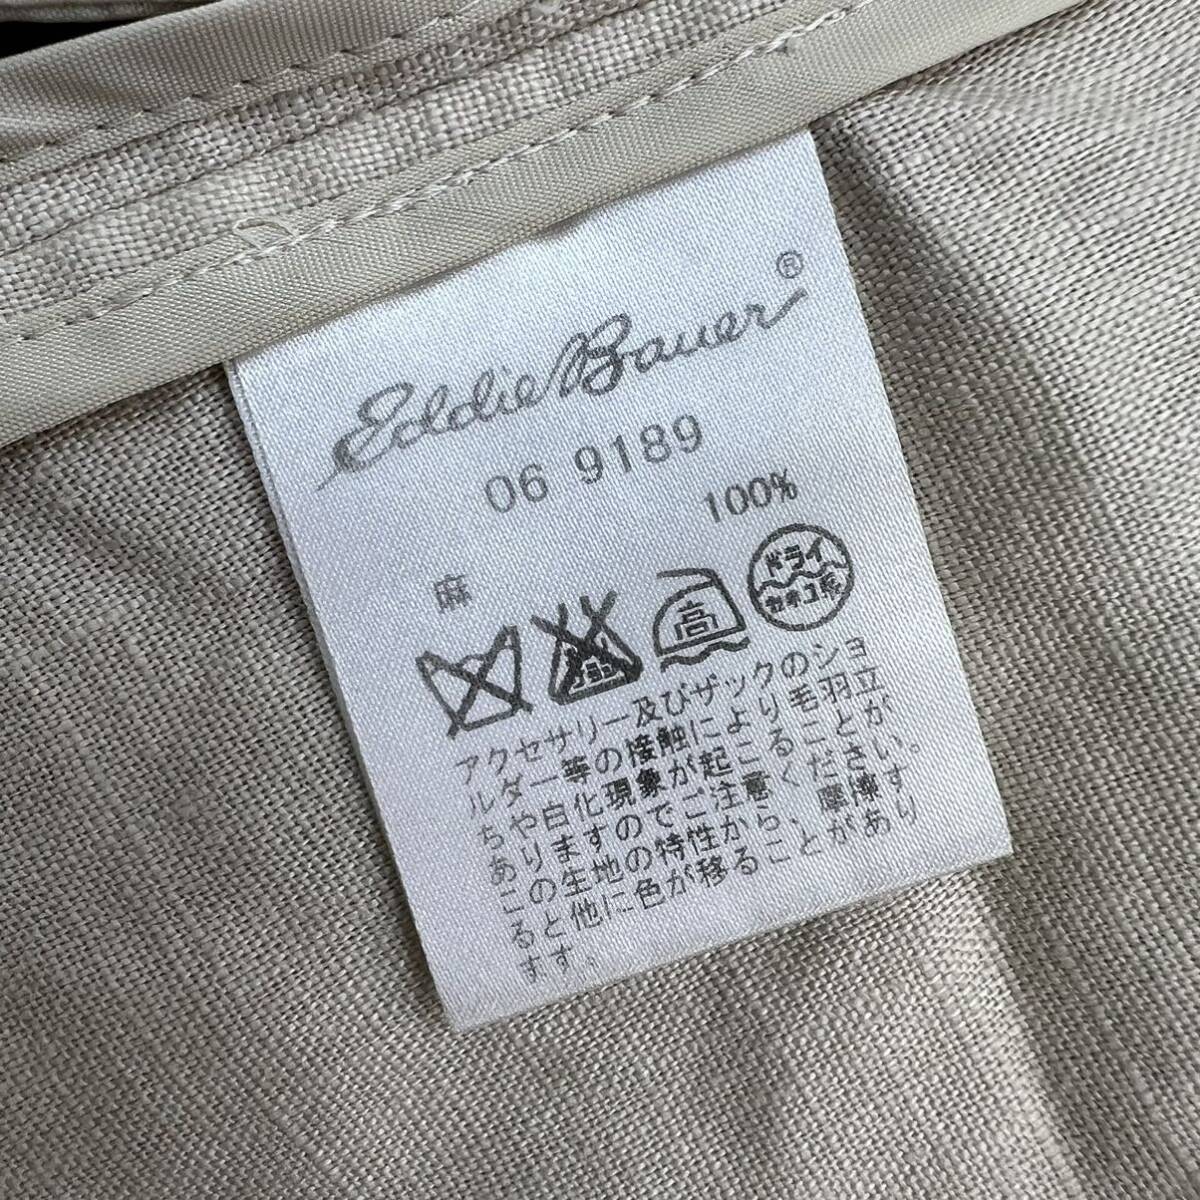 Eddie Bauer®
06 9189
麻 100%
高
ドライ
セキユ系
アクセサリー及びザックのショ
ルダー等の接触により毛羽立
ちや白化現象が起こることが
ありますのでご注意ください。
この生地の特性から、摩擦す
ると他に色が移ることがあり
ます。